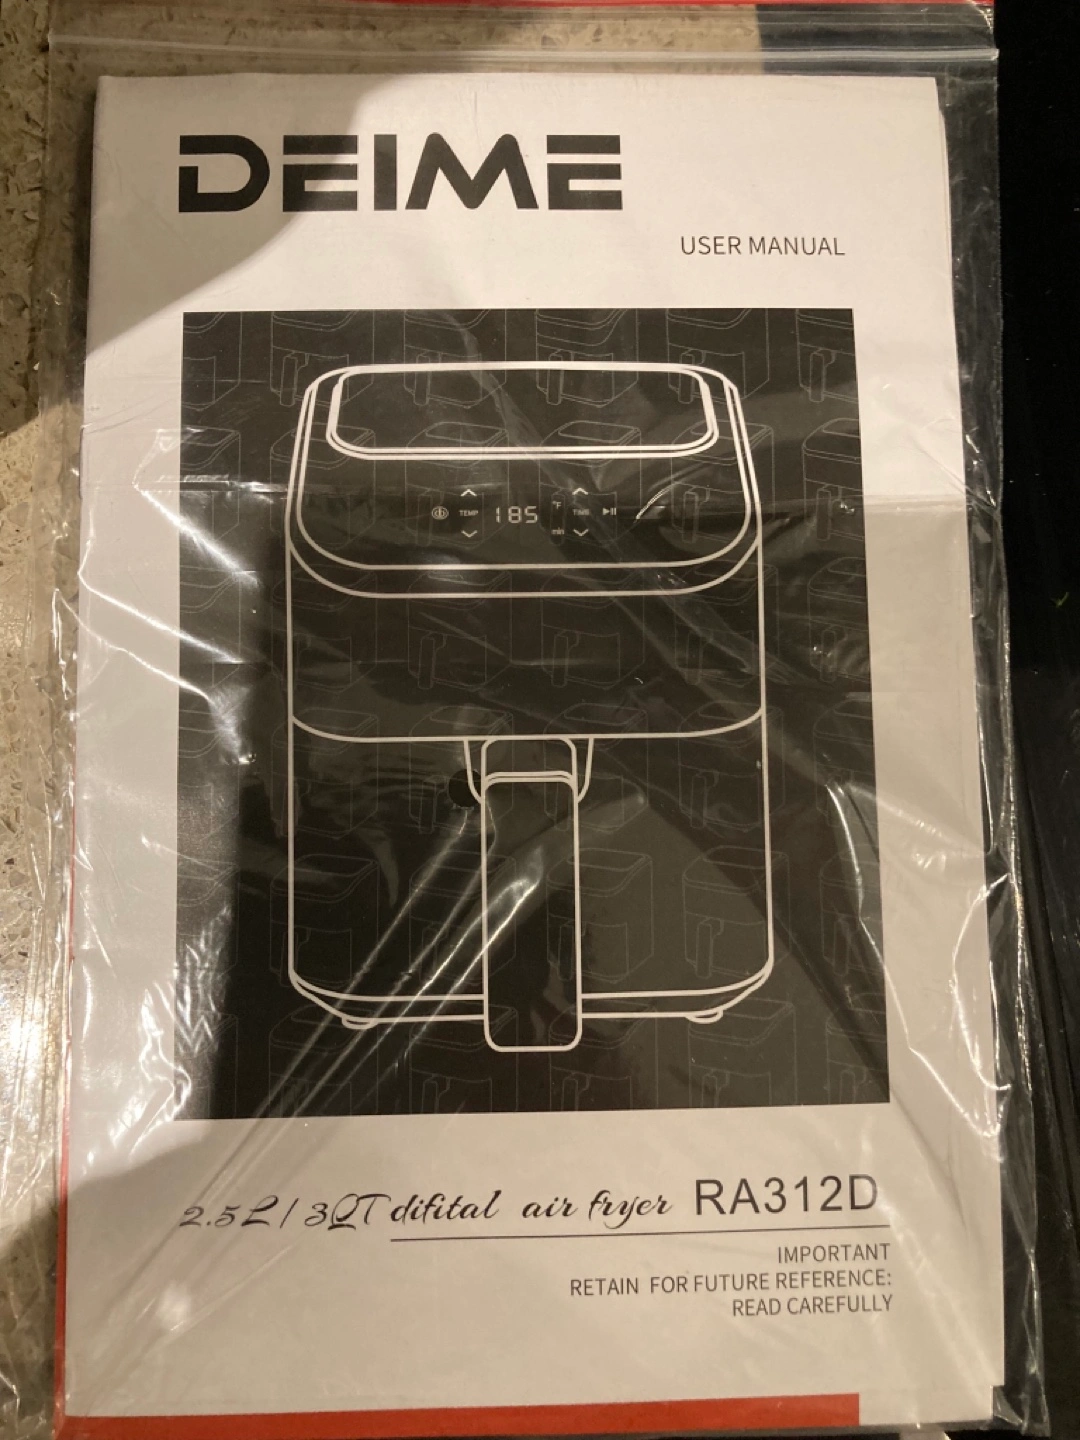 DEIME
USER MANUAL
TEMP 185 °F TIME
min
2.5L / 3QT difital air fryer RA312D
IMPORTANT
RETAIN FOR FUTURE REFERENCE:
READ CAREFULLY